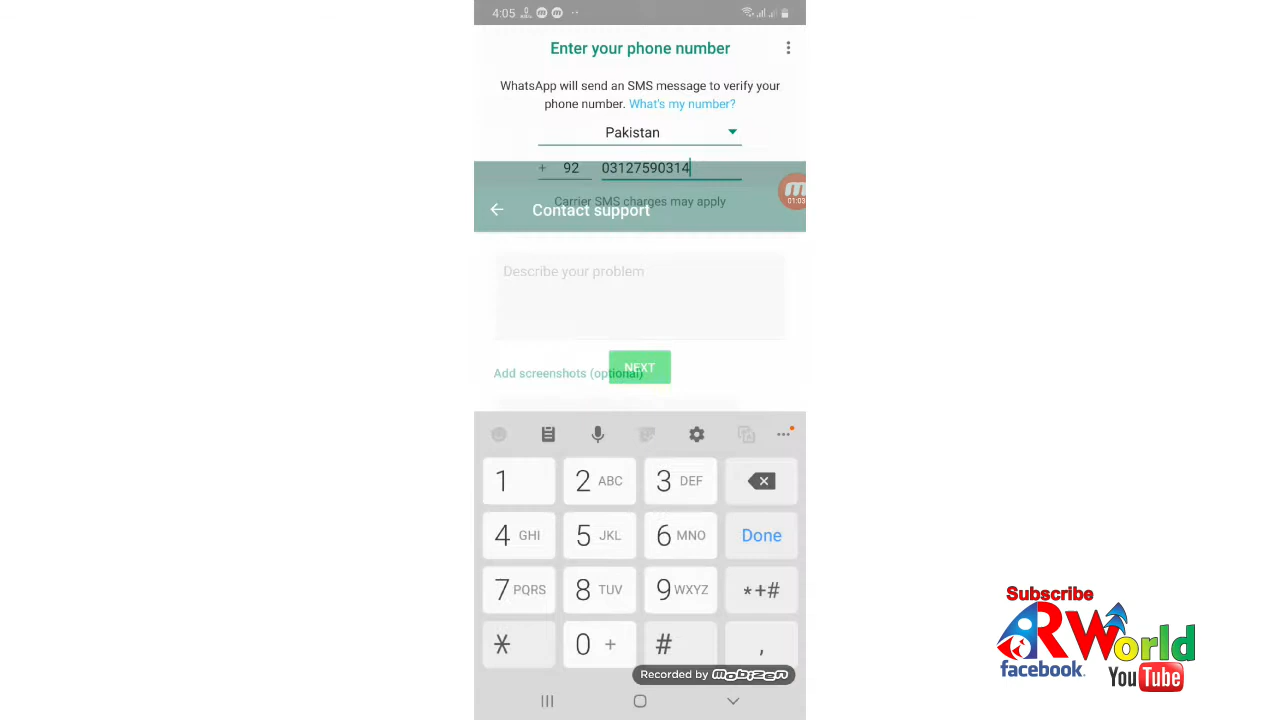 4:05
Enter your phone number
WhatsApp will send an SMS message to verify your
phone number. What's my number?
Pakistan
+ 92 03127590314
Carrier SMS charges may apply
Contact support
01:03
Describe your problem
NEXT
Add screenshots (optional)
1 2 ABC 3 DEF
4 GHI 5 JKL 6 MNO Done
7 PQRS 8 TUV 9 WXYZ *+#
* 0 + # ,
Recorded by mobizen
Subscribe
ARWorld
facebook.
YouTube